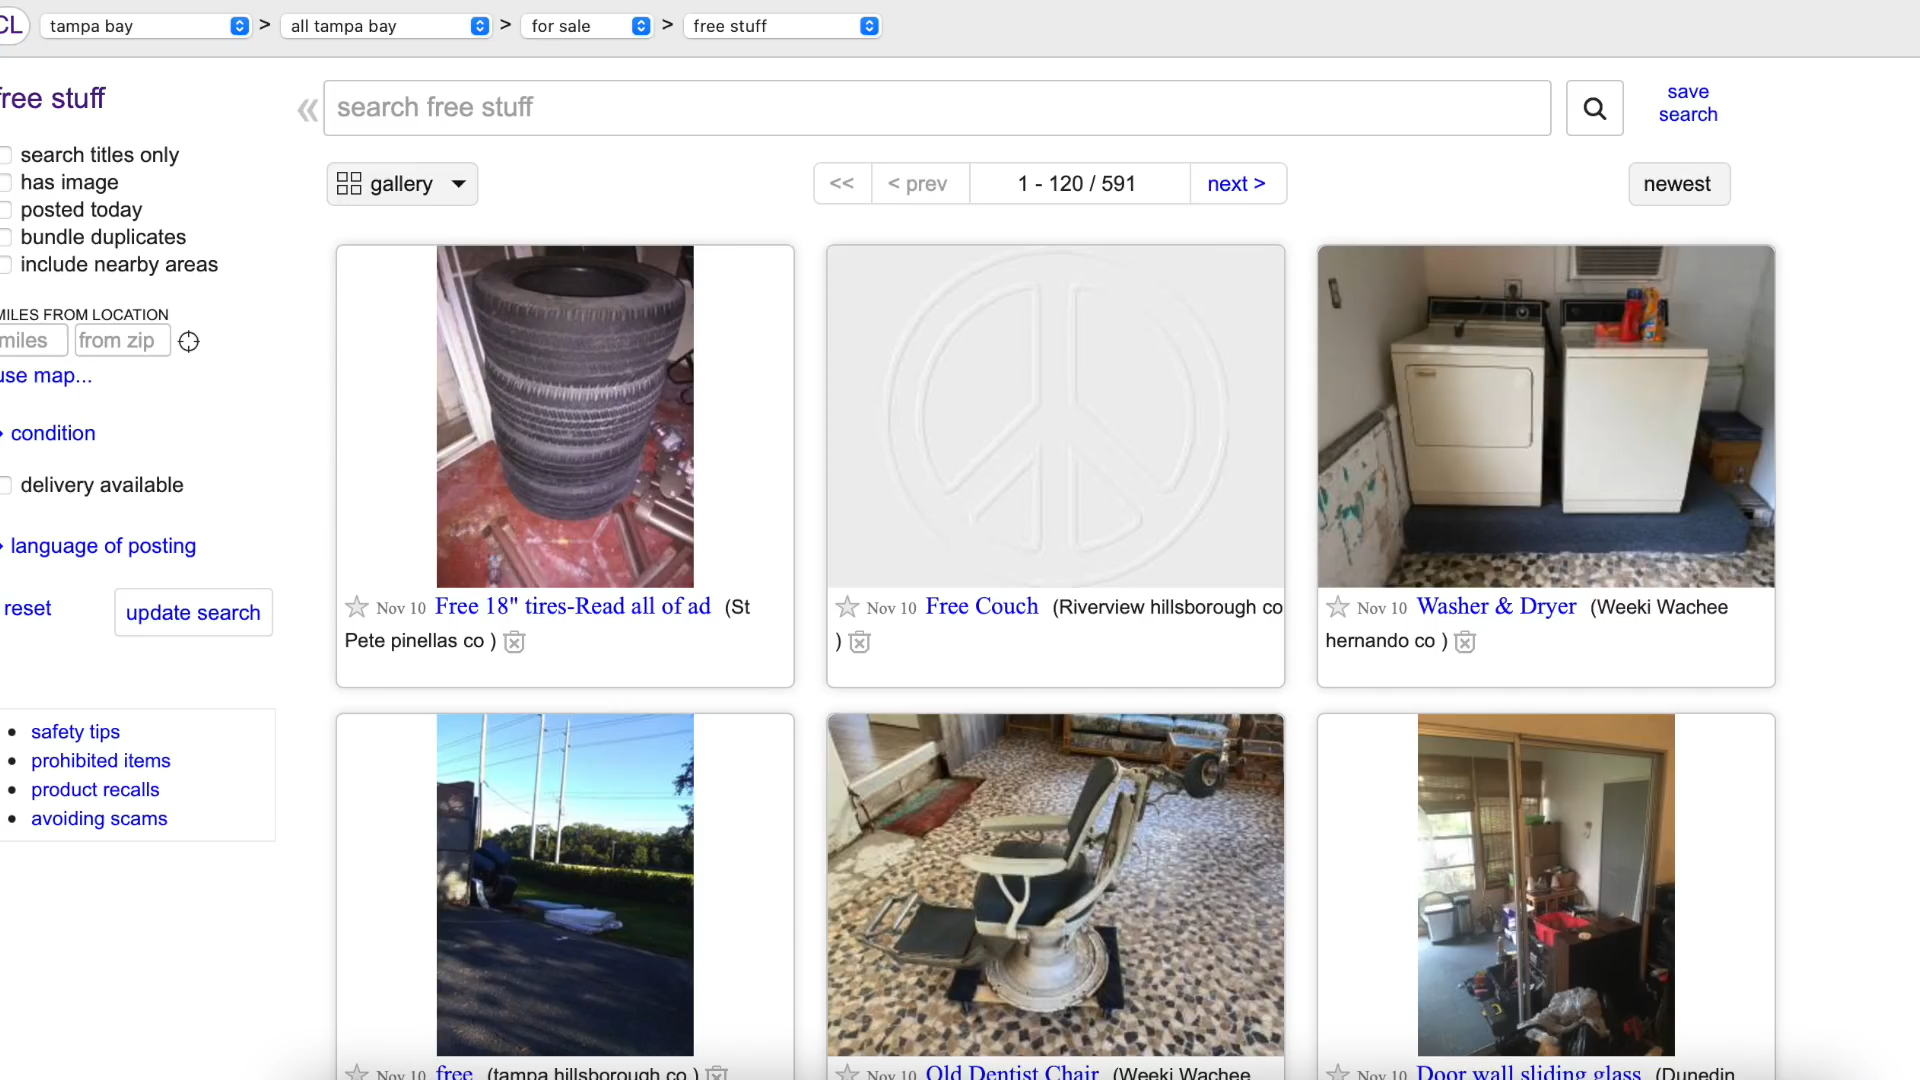 CL tampa bay > all tampa bay > for sale > free stuff
free stuff
search free stuff
save
search
search titles only
has image
posted today
bundle duplicates
include nearby areas
MILES FROM LOCATION
miles from zip
use map...
condition
delivery available
language of posting
reset update search
safety tips
prohibited items
product recalls
avoiding scams
gallery << < prev 1 - 120 / 591 next > newest
Nov 10 Free 18" tires-Read all of ad (St
Pete pinellas co )
Nov 10 Free Couch (Riverview hillsborough co
)
Nov 10 Washer & Dryer (Weeki Wachee
hernando co )
Nov 10 free (tampa hillsborough co )
Nov 10 Old Dentist Chair (Weeki Wachee
Nov 10 Door wall sliding glass (Dunedin